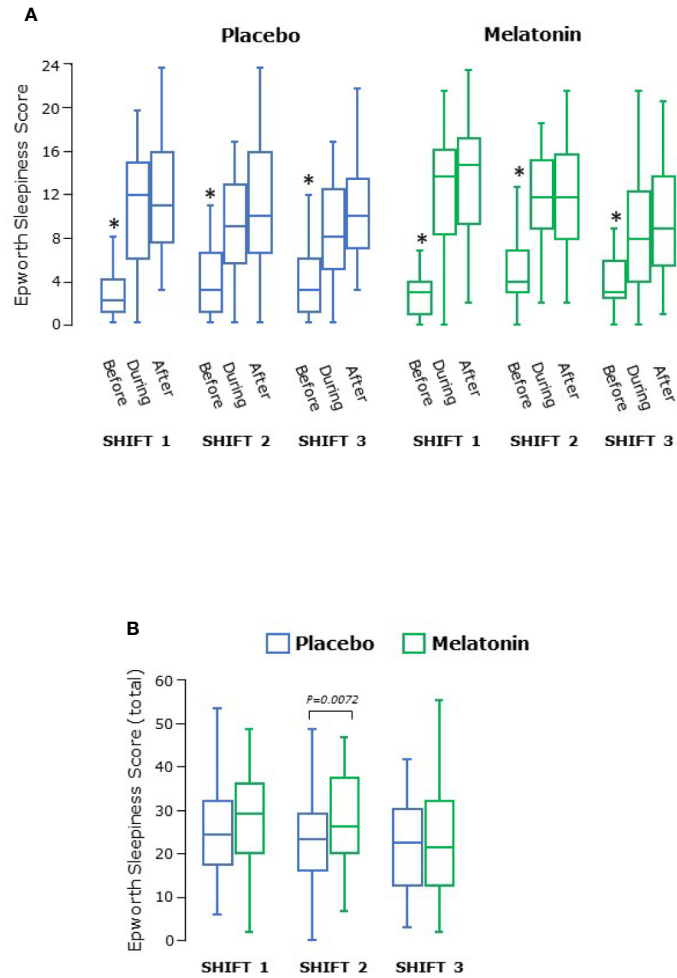 A
Placebo Melatonin
Epworth Sleepiness Score
24
20
16
12
8
4
0
* * * * * *
Before During After Before During After Before During After Before During After Before During After Before During After
SHIFT 1 SHIFT 2 SHIFT 3 SHIFT 1 SHIFT 2 SHIFT 3
B
Placebo Melatonin
Epworth Sleepiness Score (total)
60
50
40
30
20
10
0
P=0.0072
SHIFT 1 SHIFT 2 SHIFT 3